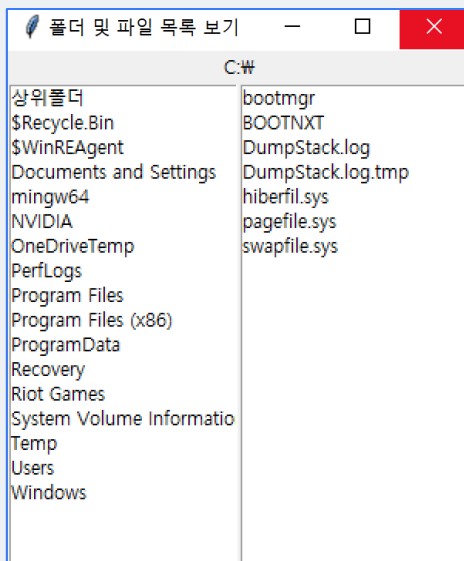 폴더 및 파일 목록 보기
C:₩
상위폴더
$Recycle.Bin
$WinREAgent
Documents and Settings
mingw64
NVIDIA
OneDriveTemp
PerfLogs
Program Files
Program Files (x86)
ProgramData
Recovery
Riot Games
System Volume Informatio
Temp
Users
Windows
bootmgr
BOOTNXT
DumpStack.log
DumpStack.log.tmp
hiberfil.sys
pagefile.sys
swapfile.sys